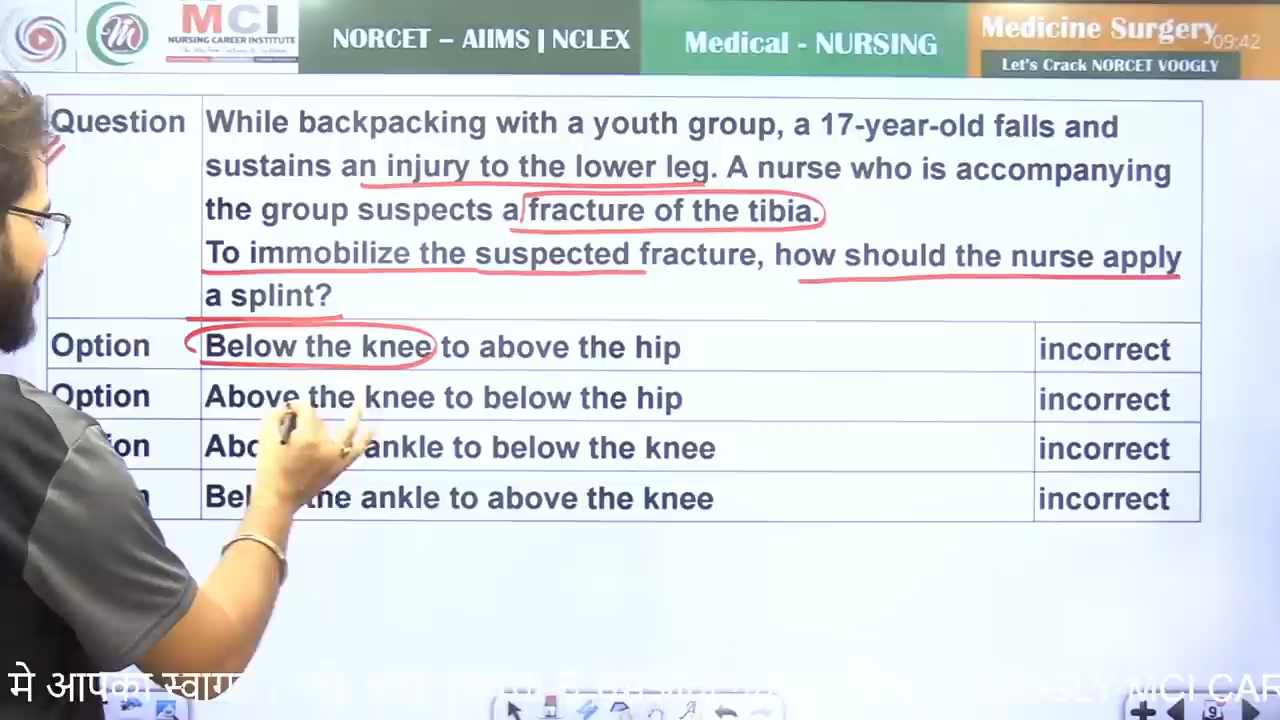 MCI
NURSING CAREER INSTITUTE
NORCET – AIIMS | NCLEX
Medical - NURSING
Medicine Surgery
09:42
Let's Crack NORCET VOOGLY
Question
While backpacking with a youth group, a 17-year-old falls and
sustains an injury to the lower leg. A nurse who is accompanying
the group suspects a fracture of the tibia.
To immobilize the suspected fracture, how should the nurse apply
a splint?
Option Below the knee to above the hip incorrect
Option Above the knee to below the hip incorrect
ankle to below the knee incorrect
ankle to above the knee incorrect
मे आपका
MCI
9